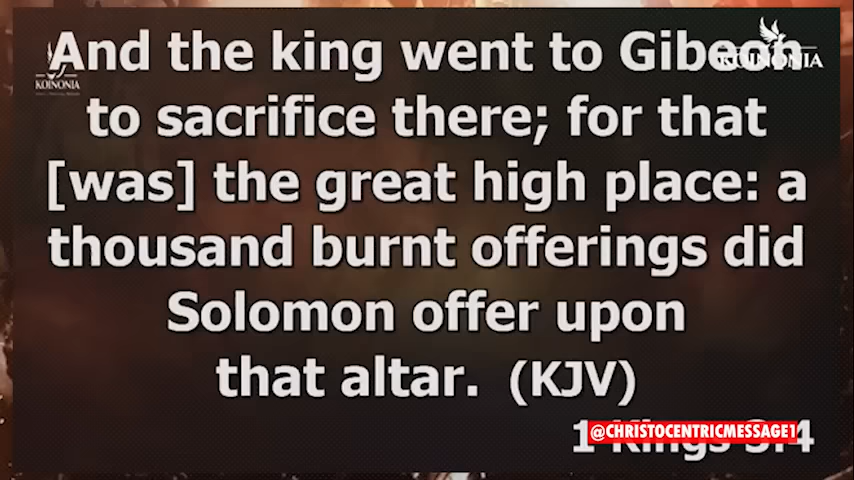 And the king went to Gibeon
to sacrifice there; for that
[was] the great high place: a
thousand burnt offerings did
Solomon offer upon
that altar. (KJV)
1 Kings 3:4
@CHRISTOCENTRICMESSAGE1
KOINONIA
KOINONIA